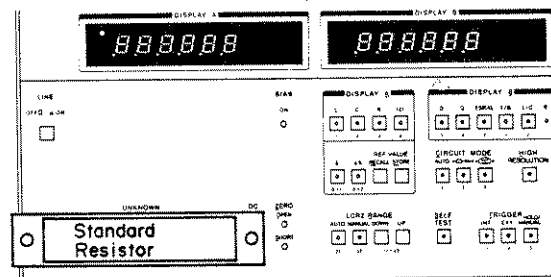 DISPLAY A
DISPLAY B
888888
888888
LINE
OFF ON
BIAS
ON
DISPLAY A
L C R |Z|
DISPLAY B
D Q ESR/G X/B L/C θ
Δ Δ%
REF VALUE
RECALL STORE
CIRCUIT MODE
AUTO
HIGH
RESOLUTION
UNKNOWN
DC
ZERO
OPEN
SHORT
Standard
Resistor
LCRZ RANGE
AUTO MANUAL DOWN UP
SELF
TEST
TRIGGER
INT EXT HOLD/
MANUAL